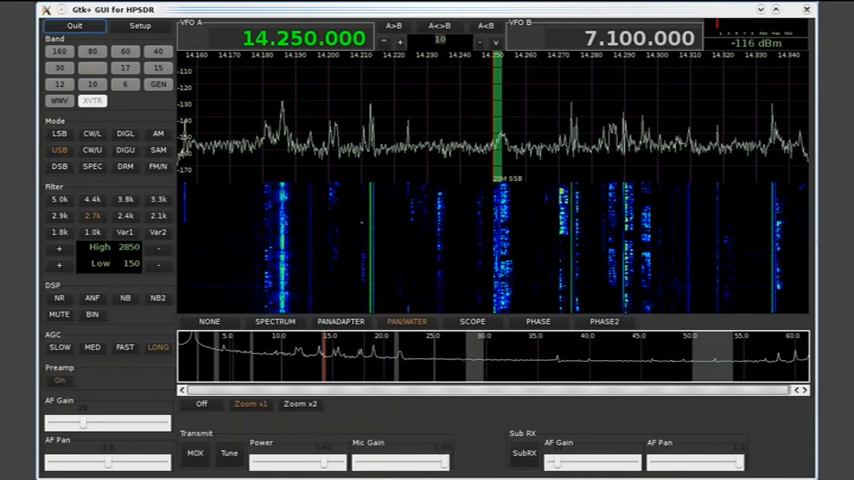 Gtk+ GUI for HPSDR
Quit Setup
Band
160 80 60 40
30 17 15
12 10 6 GEN
WWV XVTR
Mode
LSB CW/L DIGL AM
USB CW/U DIGU SAM
DSB SPEC DRM FM/N
Filter
5.0k 4.4k 3.8k 3.3k
2.9k 2.7k 2.4k 2.1k
1.8k 1.0k Var1 Var2
+ High 2850 -
+ Low 150 -
DSP
NR ANF NB NB2
MUTE BIN
AGC
SLOW MED FAST LONG
Preamp
On
AF Gain
29
AF Pan
0.5
VFO A
14.250.000
A>B A<>B A<B
^ + 10 - v
VFO B
7.100.000
-116 dBm
14.160 14.170 14.180 14.190 14.200 14.210 14.220 14.230 14.240 14.250 14.260 14.270 14.280 14.290 14.300 14.310 14.320 14.330 14.340
-110
-120
-130
-140
-150
-160
-170
20M SSB
NONE SPECTRUM PANADAPTER PAN/WATER SCOPE PHASE PHASE2
5.0 10.0 15.0 20.0 25.0 30.0 35.0 40.0 45.0 50.0 55.0 60.0
Off Zoom x1 Zoom x2
Transmit
MOX Tune
Power
0.62
Mic Gain
Sub RX
SubRX
AF Gain
AF Pan